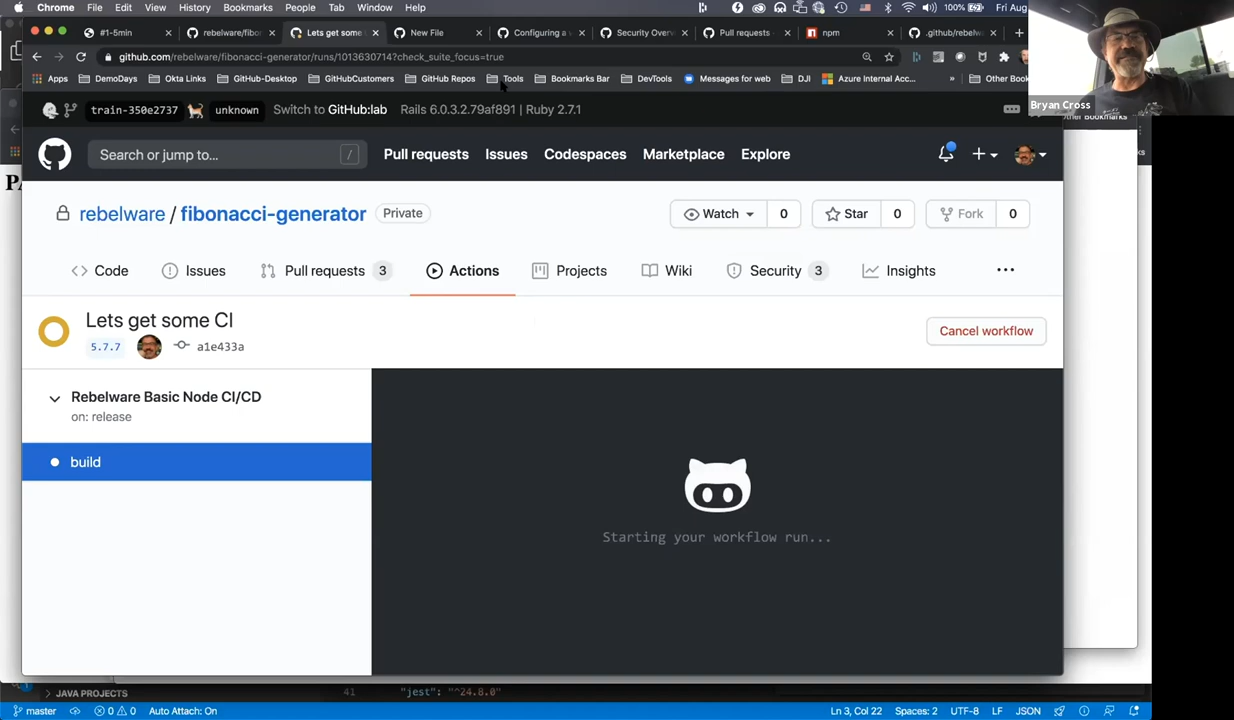 Chrome File Edit View History Bookmarks People Tab Window Help 100% Fri Aug
#1-5min rebelware/fibo Lets get some New File Configuring a Security Over Pull requests npm .github/rebelw
github.com/rebelware/fibonacci-generator/runs/1013630714?check_suite_focus=true
Apps DemoDays Okta Links GitHub-Desktop GitHubCustomers GitHub Repos Tools Bookmarks Bar DevTools Messages for web DJI Azure Internal Acc... » Other Boo
Bryan Cross
Other Bookmarks
train-350e2737 unknown Switch to GitHub:lab Rails 6.0.3.2.79af891 | Ruby 2.7.1
Search or jump to... / Pull requests Issues Codespaces Marketplace Explore
rebelware / fibonacci-generator Private Watch 0 Star 0 Fork 0
Code Issues Pull requests 3 Actions Projects Wiki Security 3 Insights ...
Lets get some CI
5.7.7 a1e433a
Cancel workflow
Rebelware Basic Node CI/CD
on: release
build
Starting your workflow run...
JAVA PROJECTS 41 "jest": "^24.8.0"
master 0 0 Auto Attach: On Ln 3, Col 22 Spaces: 2 UTF-8 LF JSON